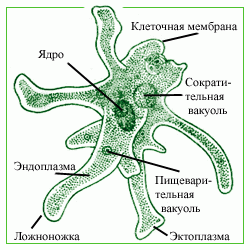 Клеточная мембрана
Ядро
Сократи-
тельная
вакуоль
Эндоплазма
Пищевари-
тельная
вакуоль
Ложноножка
Эктоплазма